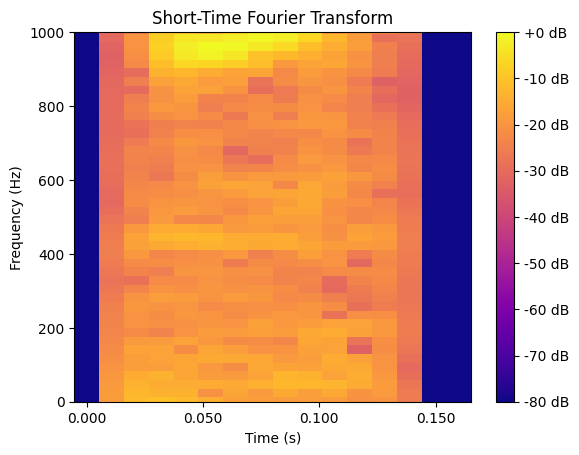 Short-Time Fourier Transform
1000
800
600
400
200
0
Frequency (Hz)
0.000
0.050
0.100
0.150
Time (s)
+0 dB
-10 dB
-20 dB
-30 dB
-40 dB
-50 dB
-60 dB
-70 dB
-80 dB